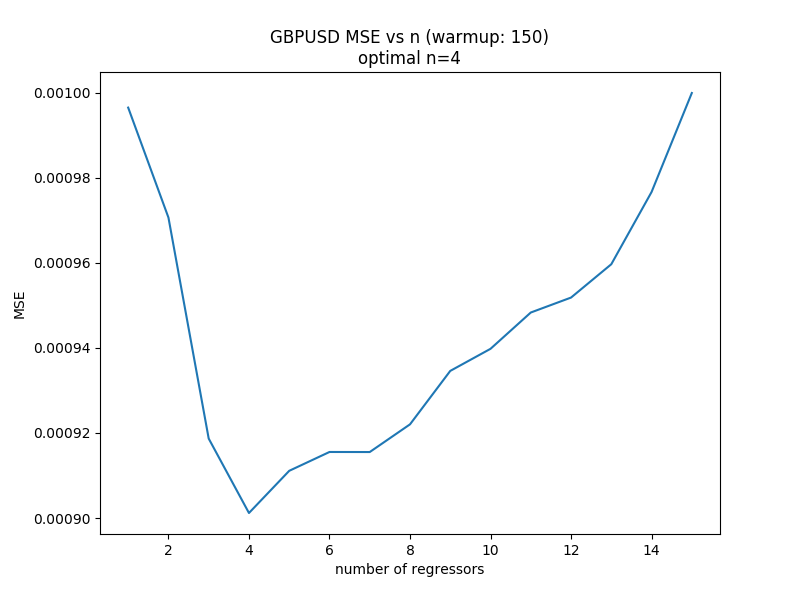 GBPUSD MSE vs n (warmup: 150)
optimal n=4
0.00100
0.00098
0.00096
0.00094
0.00092
0.00090
MSE
2 4 6 8 10 12 14
number of regressors